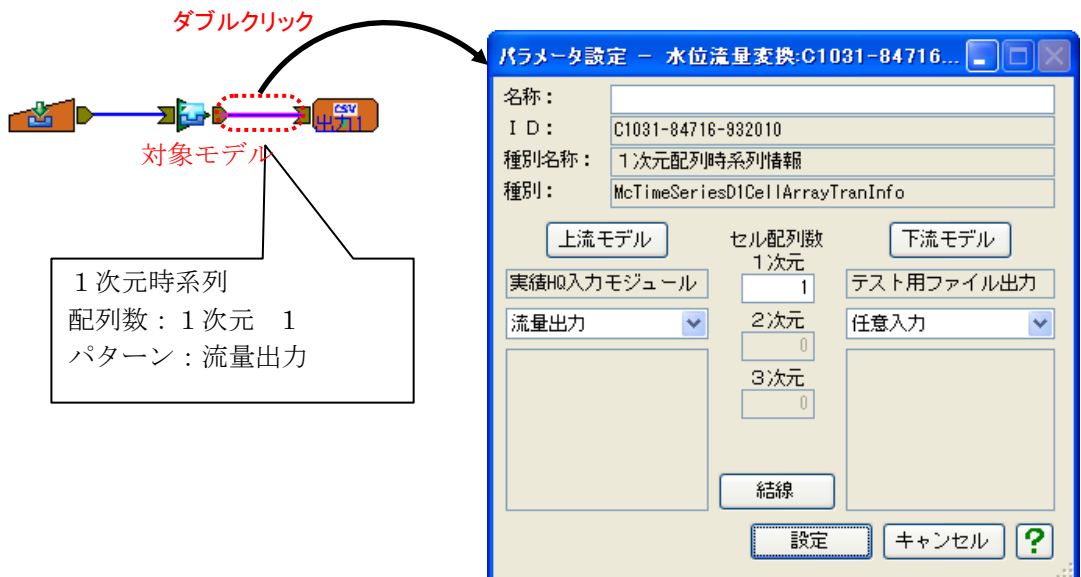 ダブルクリック
CSV
出力1
対象モデル
１次元時系列
配列数：１次元　１
パターン：流量出力
パラメータ設定 － 水位流量変換:C1031-84716...
名称：
ＩＤ：
C1031-84716-932010
種別名称：
１次元配列時系列情報
種別：
McTimeSeriesD1CellArrayTranInfo
上流モデル
セル配列数
下流モデル
１次元
実績HQ入力モジュール
1
テスト用ファイル出力
流量出力
２次元
任意入力
0
３次元
0
結線
設定
キャンセル
?